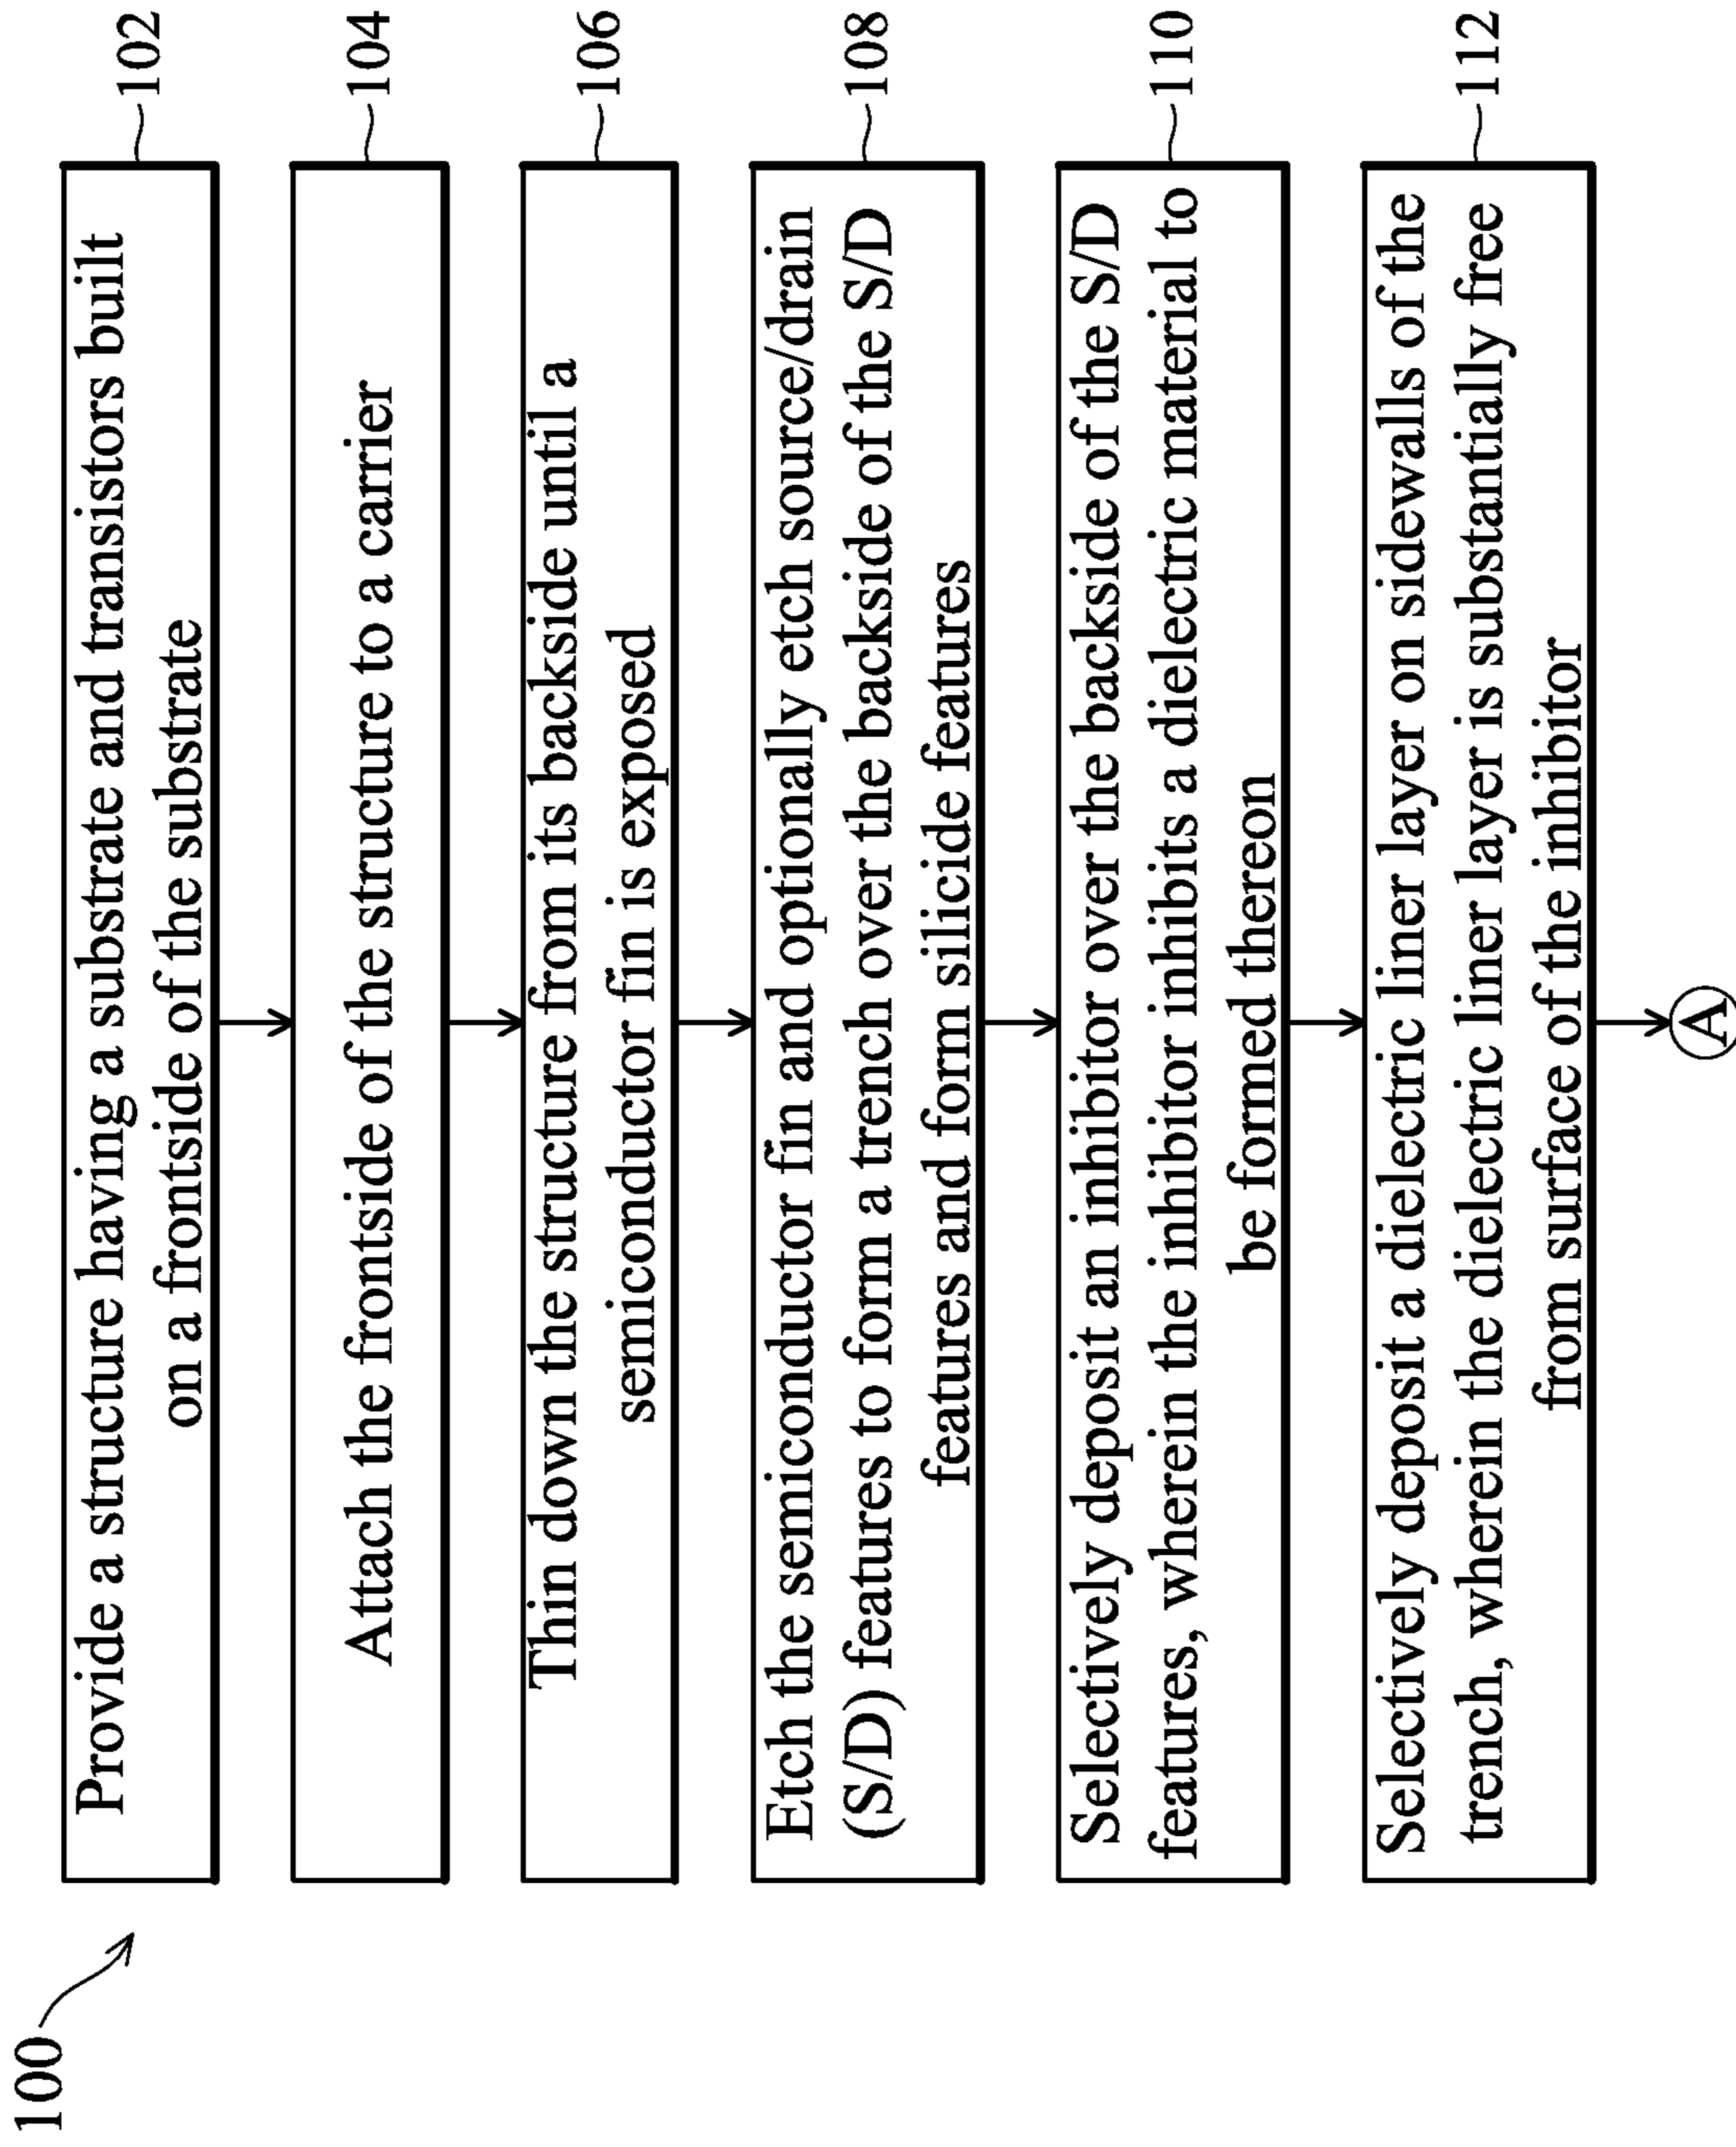 100
Provide a structure having a substrate and transistors built
on a frontside of the substrate
102
Attach the frontside of the structure to a carrier
104
Thin down the structure from its backside until a
semiconductor fin is exposed
106
Etch the semiconductor fin and optionally etch source/drain
(S/D) features to form a trench over the backside of the S/D
features and form silicide features
108
Selectively deposit an inhibitor over the backside of the S/D
features, wherein the inhibitor inhibits a dielectric material to
be formed thereon
110
Selectively deposit a dielectric liner layer on sidewalls of the
trench, wherein the dielectric liner layer is substantially free
from surface of the inhibitor
112
A